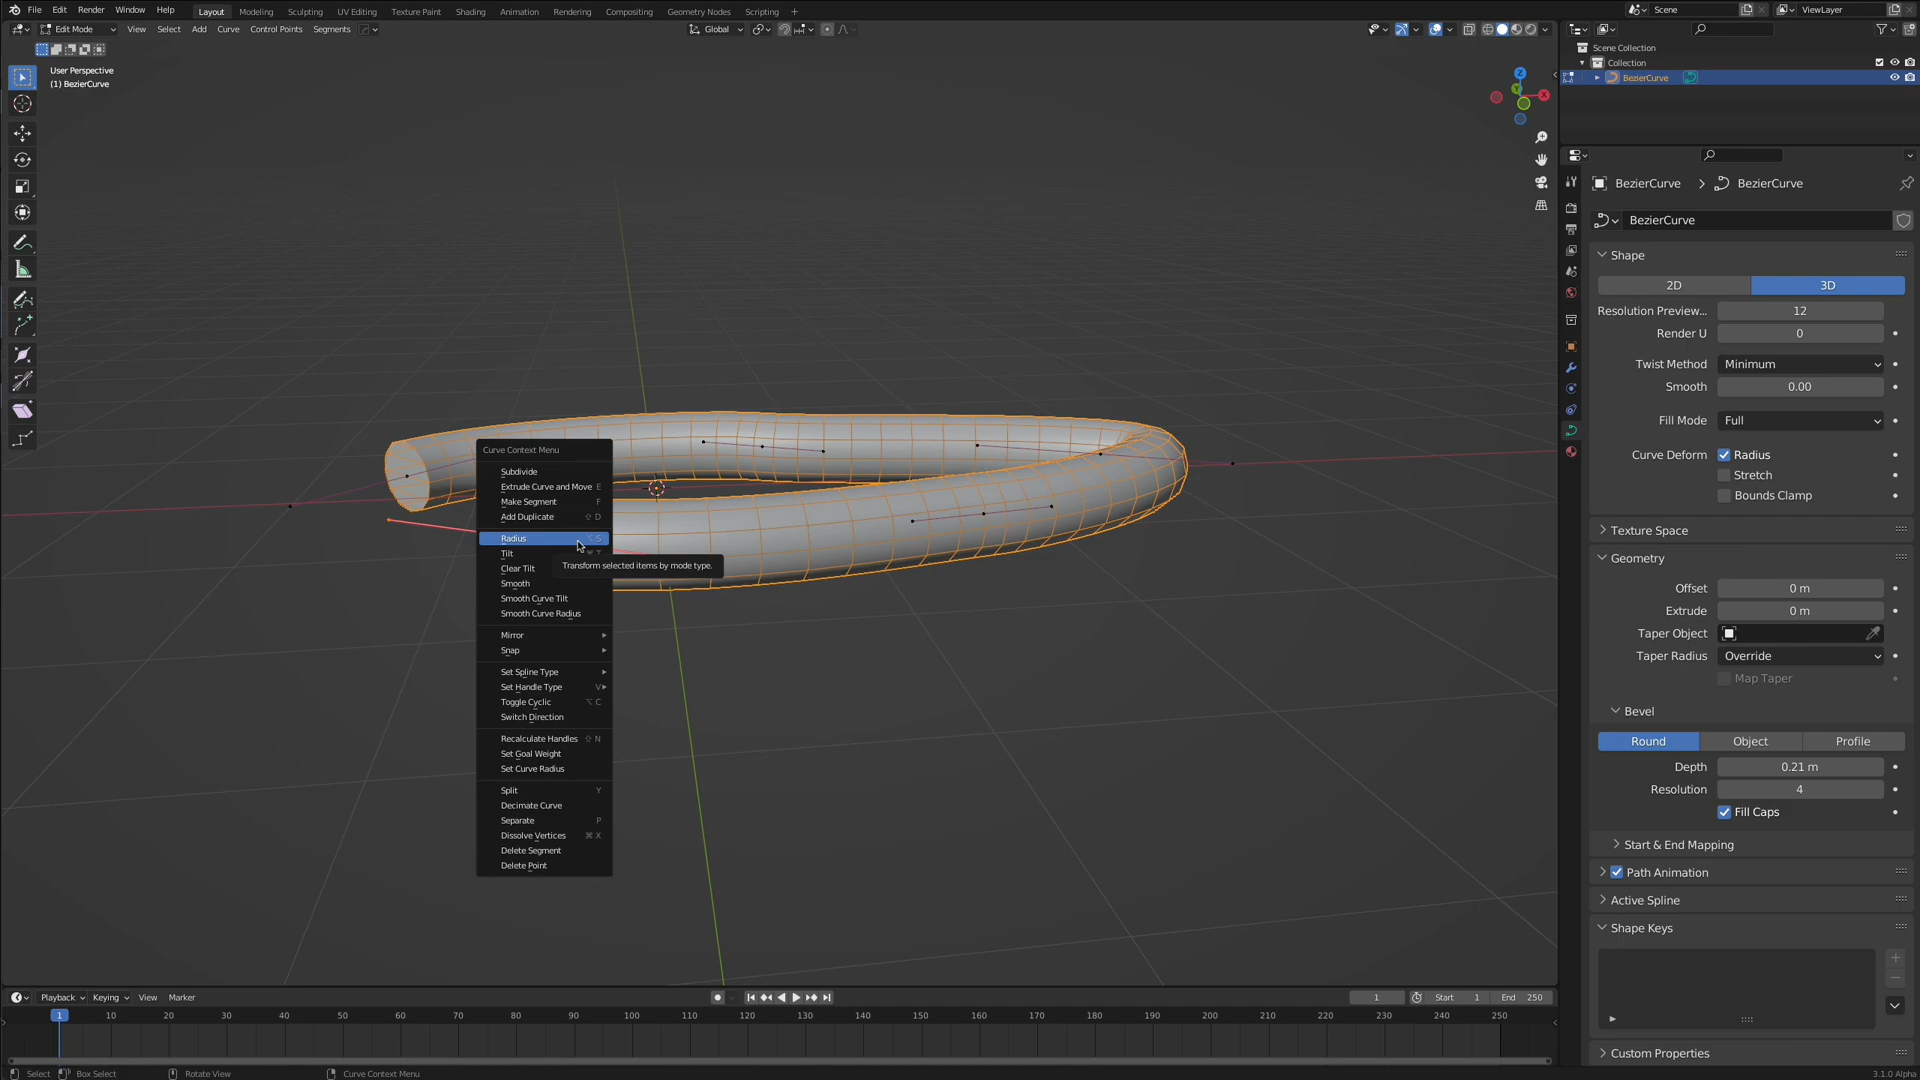 File Edit Render Window Help Layout Modeling Sculpting UV Editing Texture Paint Shading Animation Rendering Compositing Geometry Nodes Scripting + Scene ViewLayer
Edit Mode View Select Add Curve Control Points Segments Global
User Perspective
(1) BezierCurve
Z
Y
X
Scene Collection
Collection
BezierCurve
BezierCurve > BezierCurve
BezierCurve
Shape
2D 3D
Resolution Preview... 12
Render U 0
Twist Method Minimum
Smooth 0.00
Fill Mode Full
Curve Deform Radius
Stretch
Bounds Clamp
Texture Space
Geometry
Offset 0 m
Extrude 0 m
Taper Object
Taper Radius Override
Map Taper
Bevel
Round Object Profile
Depth 0.21 m
Resolution 4
Fill Caps
Start & End Mapping
Path Animation
Active Spline
Shape Keys
Custom Properties
Curve Context Menu
Subdivide
Extrude Curve and Move E
Make Segment F
Add Duplicate ⇧ D
Radius ⌥ S
Tilt ⌘ T
Transform selected items by mode type.
Clear Tilt
Smooth
Smooth Curve Tilt
Smooth Curve Radius
Mirror
Snap
Set Spline Type
Set Handle Type V
Toggle Cyclic ⌥ C
Switch Direction
Recalculate Handles ⇧ N
Set Goal Weight
Set Curve Radius
Split Y
Decimate Curve
Separate P
Dissolve Vertices ⌘ X
Delete Segment
Delete Point
Playback Keying View Marker 1 Start 1 End 250
1 10 20 30 40 50 60 70 80 90 100 110 120 130 140 150 160 170 180 190 200 210 220 230 240 250
Select Box Select Rotate View Curve Context Menu 3.1.0 Alpha